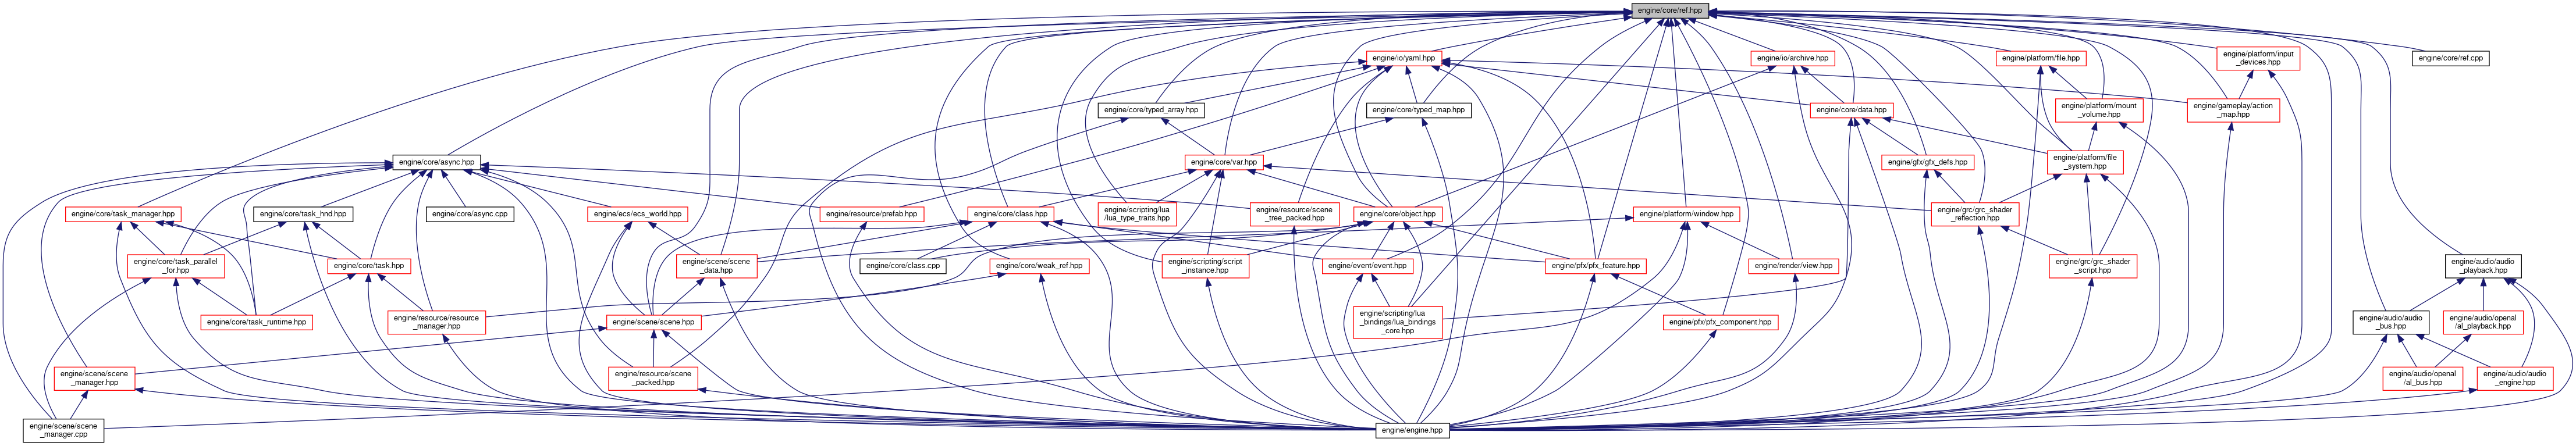 engine/core/ref.hpp
engine/io/yaml.hpp
engine/io/archive.hpp
engine/platform/file.hpp
engine/platform/input
_devices.hpp
engine/core/ref.cpp
engine/core/typed_array.hpp
engine/core/typed_map.hpp
engine/core/data.hpp
engine/platform/mount
_volume.hpp
engine/gameplay/action
_map.hpp
engine/core/async.hpp
engine/core/var.hpp
engine/gfx/gfx_defs.hpp
engine/platform/file
_system.hpp
engine/core/task_manager.hpp
engine/core/task_hnd.hpp
engine/core/async.cpp
engine/ecs/ecs_world.hpp
engine/resource/prefab.hpp
engine/core/class.hpp
engine/scripting/lua
/lua_type_traits.hpp
engine/resource/scene
_tree_packed.hpp
engine/core/object.hpp
engine/platform/window.hpp
engine/grc/grc_shader
_reflection.hpp
engine/core/task_parallel
_for.hpp
engine/core/task.hpp
engine/scene/scene
_data.hpp
engine/core/class.cpp
engine/core/weak_ref.hpp
engine/scripting/script
_instance.hpp
engine/event/event.hpp
engine/pfx/pfx_feature.hpp
engine/render/view.hpp
engine/grc/grc_shader
_script.hpp
engine/audio/audio
_playback.hpp
engine/core/task_runtime.hpp
engine/resource/resource
_manager.hpp
engine/scene/scene.hpp
engine/scripting/lua
_bindings/lua_bindings
_core.hpp
engine/pfx/pfx_component.hpp
engine/audio/audio
_bus.hpp
engine/audio/openal
/al_playback.hpp
engine/scene/scene
_manager.hpp
engine/resource/scene
_packed.hpp
engine/audio/openal
/al_bus.hpp
engine/audio/audio
_engine.hpp
engine/scene/scene
_manager.cpp
engine/engine.hpp